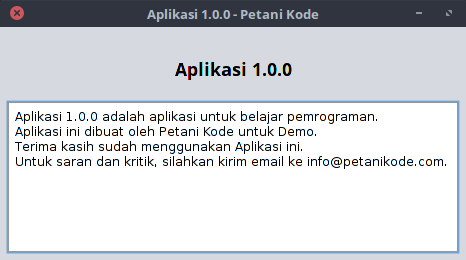 Aplikasi 1.0.0 - Petani Kode
Aplikasi 1.0.0
Aplikasi 1.0.0 adalah aplikasi untuk belajar pemrograman.
Aplikasi ini dibuat oleh Petani Kode untuk Demo.
Terima kasih sudah menggunakan Aplikasi ini.
Untuk saran dan kritik, silahkan kirim email ke info@petanikode.com.